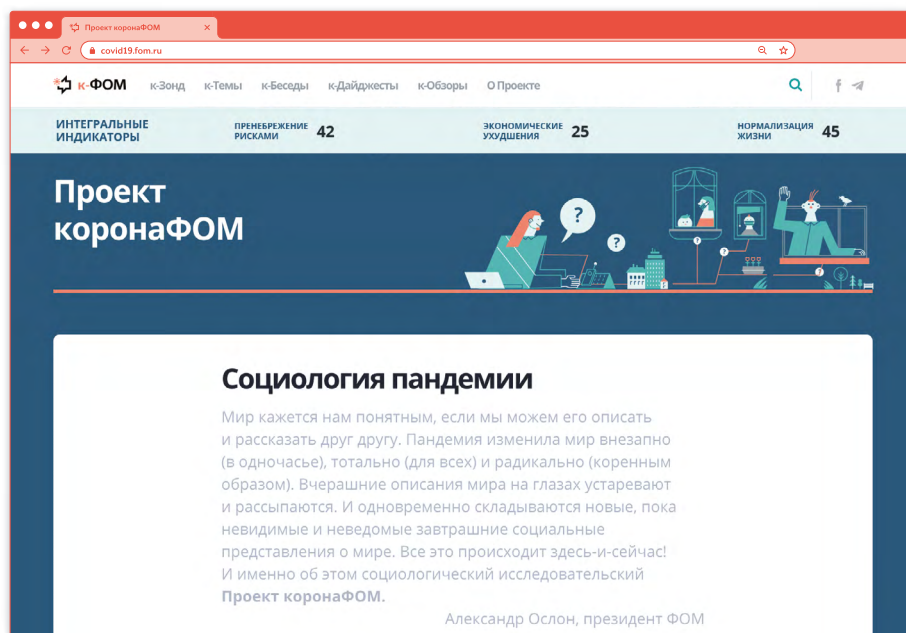 Проект коронаФОМ
covid19.fom.ru
к-ФОМ к-Зонд к-Темы к-Беседы к-Дайджесты к-Обзоры О Проекте
ИНТЕГРАЛЬНЫЕ
ИНДИКАТОРЫ
ПРЕНЕБРЕЖЕНИЕ
РИСКАМИ
42
ЭКОНОМИЧЕСКИЕ
УХУДШЕНИЯ
25
НОРМАЛИЗАЦИЯ
ЖИЗНИ
45
Проект
коронаФОМ
?
?
?
?
?
?
Социология пандемии
Мир кажется нам понятным, если мы можем его описать
и рассказать друг другу. Пандемия изменила мир внезапно
(в одночасье), тотально (для всех) и радикально (коренным
образом). Вчерашние описания мира на глазах устаревают
и рассыпаются. И одновременно складываются новые, пока
невидимые и неведомые завтрашние социальные
представления о мире. Все это происходит здесь-и-сейчас!
И именно об этом социологический исследовательский
Проект коронаФОМ.
Александр Ослон, президент ФОМ